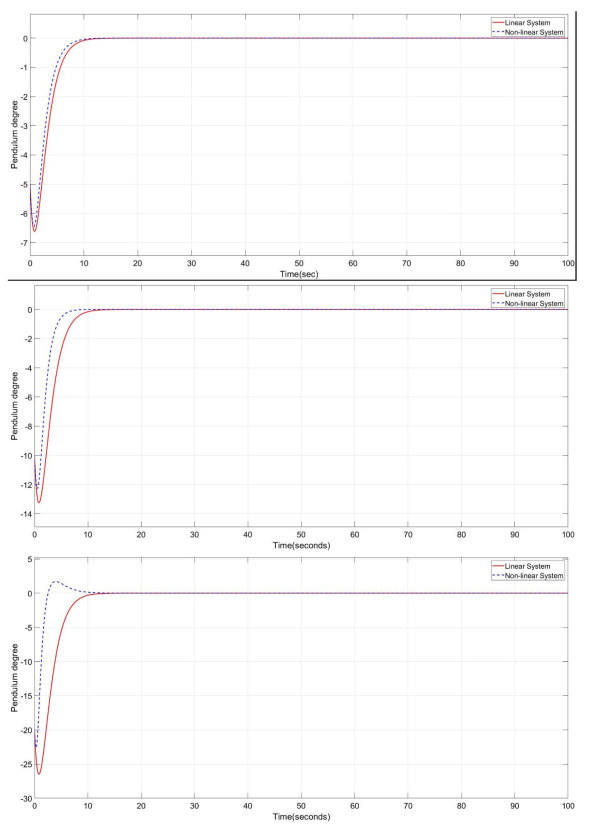 Linear System
Non-linear System
0
-1
-2
-3
-4
-5
-6
-7
Pendulum degree
0 10 20 30 40 50 60 70 80 90 100
Time(sec)
Linear System
Non-linear System
0
-2
-4
-6
-8
-10
-12
-14
Pendulum degree
0 10 20 30 40 50 60 70 80 90 100
Time(seconds)
Linear System
Non-linear System
5
0
-5
-10
-15
-20
-25
-30
Pendulum degree
0 10 20 30 40 50 60 70 80 90 100
Time(seconds)